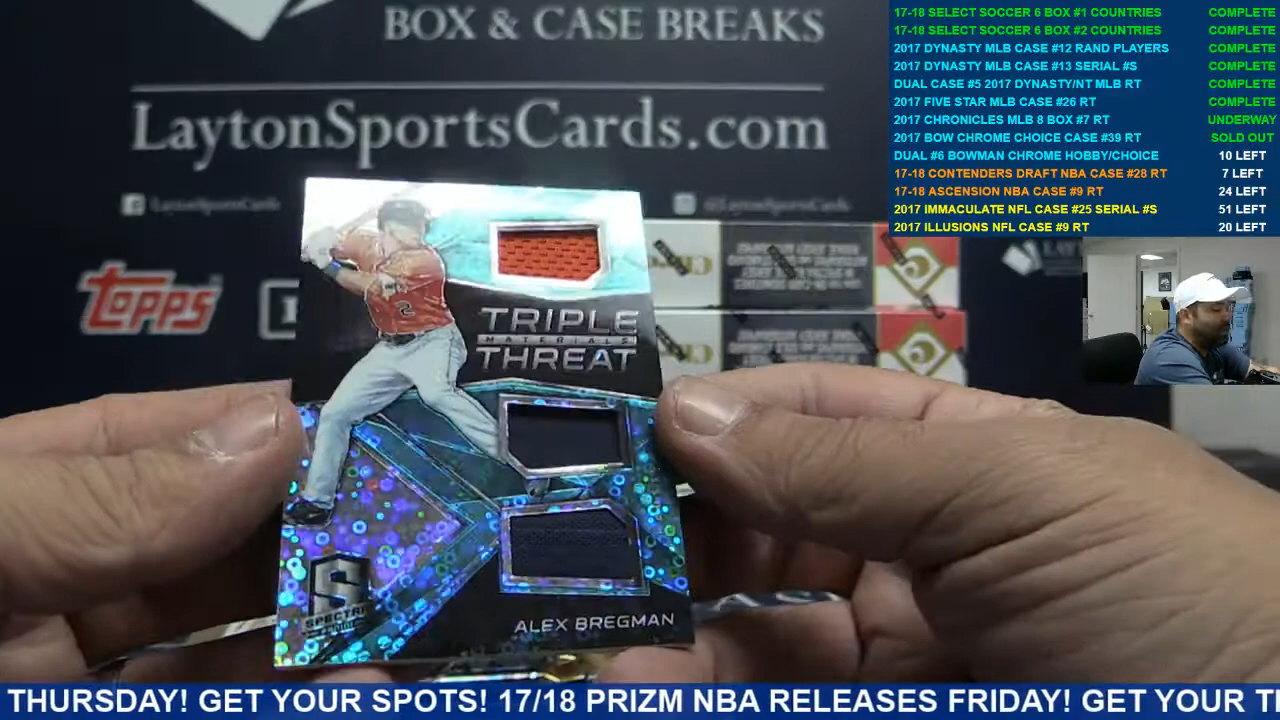 BOX & CASE BREAKS
LaytonSportsCards.com
LaytonSportsCards
@LaytonSportsCards
TOPPS
2
TRIPLE
MATERIALS
THREAT
S
SPECTRA
ALEX BREGMAN
17-18 SELECT SOCCER 6 BOX #1 COUNTRIES COMPLETE
17-18 SELECT SOCCER 6 BOX #2 COUNTRIES COMPLETE
2017 DYNASTY MLB CASE #12 RAND PLAYERS COMPLETE
2017 DYNASTY MLB CASE #13 SERIAL #S COMPLETE
DUAL CASE #5 2017 DYNASTY/NT MLB RT COMPLETE
2017 FIVE STAR MLB CASE #26 RT COMPLETE
2017 CHRONICLES MLB 8 BOX #7 RT UNDERWAY
2017 BOW CHROME CHOICE CASE #39 RT SOLD OUT
DUAL #6 BOWMAN CHROME HOBBY/CHOICE 10 LEFT
17-18 CONTENDERS DRAFT NBA CASE #28 RT 7 LEFT
17-18 ASCENSION NBA CASE #9 RT 24 LEFT
2017 IMMACULATE NFL CASE #25 SERIAL #S 51 LEFT
2017 ILLUSIONS NFL CASE #9 RT 20 LEFT
THURSDAY! GET YOUR SPOTS! 17/18 PRIZM NBA RELEASES FRIDAY! GET YOUR